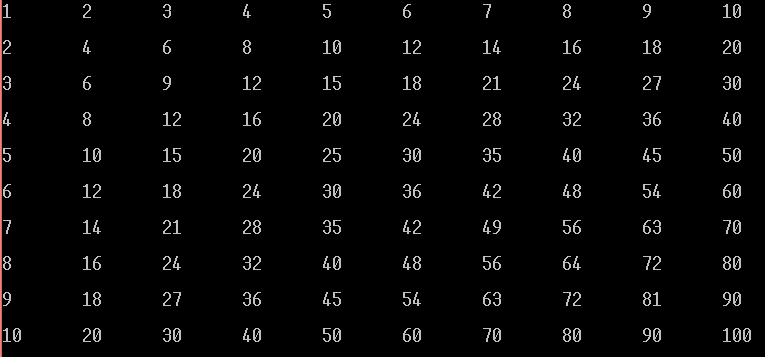 1 2 3 4 5 6 7 8 9 10
2 4 6 8 10 12 14 16 18 20
3 6 9 12 15 18 21 24 27 30
4 8 12 16 20 24 28 32 36 40
5 10 15 20 25 30 35 40 45 50
6 12 18 24 30 36 42 48 54 60
7 14 21 28 35 42 49 56 63 70
8 16 24 32 40 48 56 64 72 80
9 18 27 36 45 54 63 72 81 90
10 20 30 40 50 60 70 80 90 100